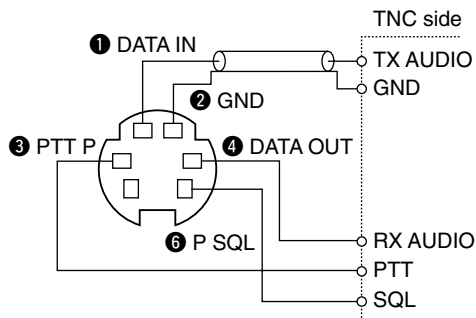 TNC side
❶ DATA IN
TX AUDIO
❷ GND
GND
❸ PTT P
❹ DATA OUT
❻ P SQL
RX AUDIO
PTT
SQL